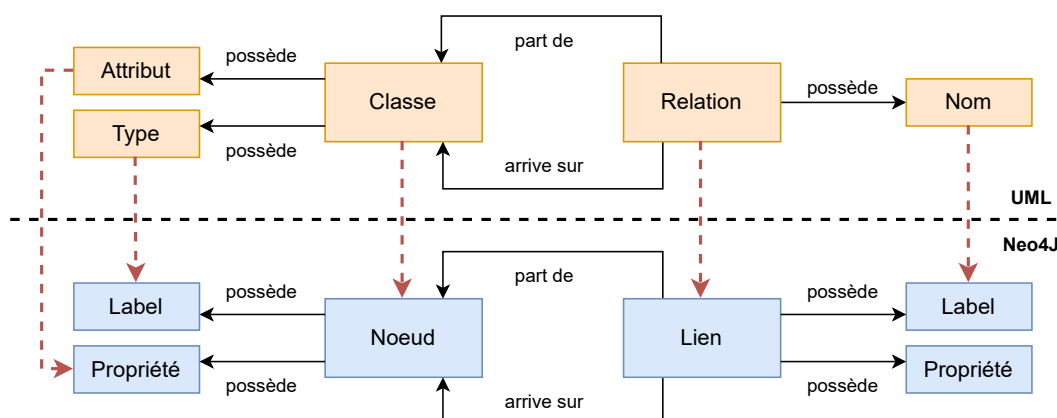 part de
possède
Attribut
Classe
Relation
possède
Nom
Type
possède
arrive sur
UML
Neo4J
part de
possède
possède
Label
Noeud
Lien
Label
Propriété
Propriété
possède
possède
arrive sur